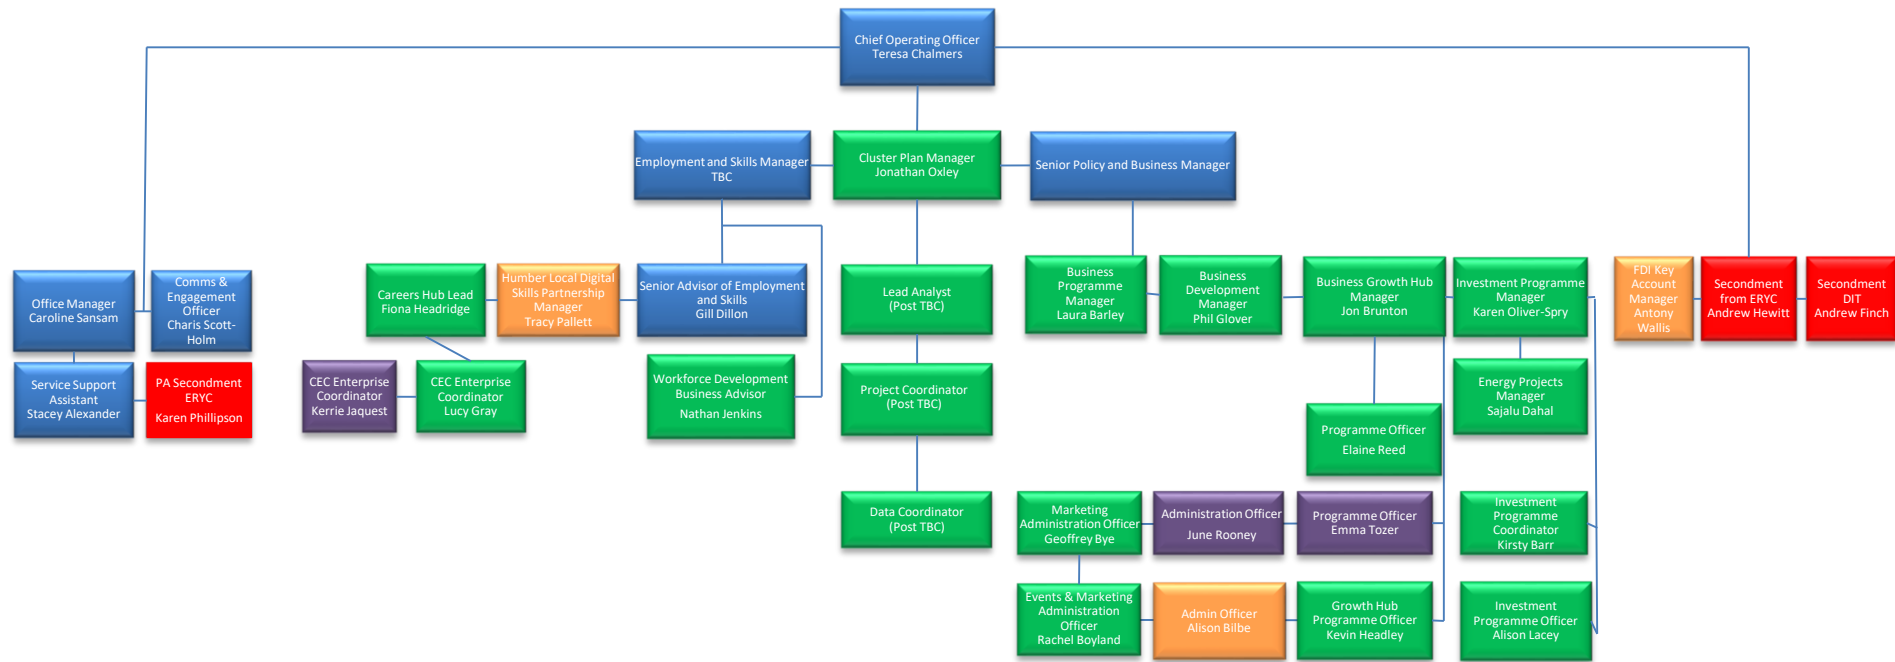 Chief Operating Officer
Teresa Chalmers
Employment and Skills Manager
TBC
Cluster Plan Manager
Jonathan Oxley
Senior Policy and Business Manager
Office Manager
Caroline Sansam
Comms &
Engagement
Officer
Charis Scott-
Holm
Careers Hub Lead
Fiona Headridge
Humber Local Digital
Skills Partnership
Manager
Tracy Pallett
Senior Advisor of Employment
and Skills
Gill Dillon
Lead Analyst
(Post TBC)
Business
Programme
Manager
Laura Barley
Business
Development
Manager
Phil Glover
Business Growth Hub
Manager
Jon Brunton
Investment Programme
Manager
Karen Oliver-Spry
FDI Key
Account
Manager
Antony
Wallis
Secondment
from ERYC
Andrew Hewitt
Secondment
DIT
Andrew Finch
Service Support
Assistant
Stacey Alexander
PA Secondment
ERYC
Karen Phillipson
CEC Enterprise
Coordinator
Kerrie Jaquest
CEC Enterprise
Coordinator
Lucy Gray
Workforce Development
Business Advisor
Nathan Jenkins
Project Coordinator
(Post TBC)
Programme Officer
Elaine Reed
Energy Projects
Manager
Sajalu Dahal
Data Coordinator
(Post TBC)
Marketing
Administration Officer
Geoffrey Bye
Administration Officer
June Rooney
Programme Officer
Emma Tozer
Investment
Programme
Coordinator
Kirsty Barr
Events & Marketing
Administration
Officer
Rachel Boyland
Admin Officer
Alison Bilbe
Growth Hub
Programme Officer
Kevin Headley
Investment
Programme Officer
Alison Lacey